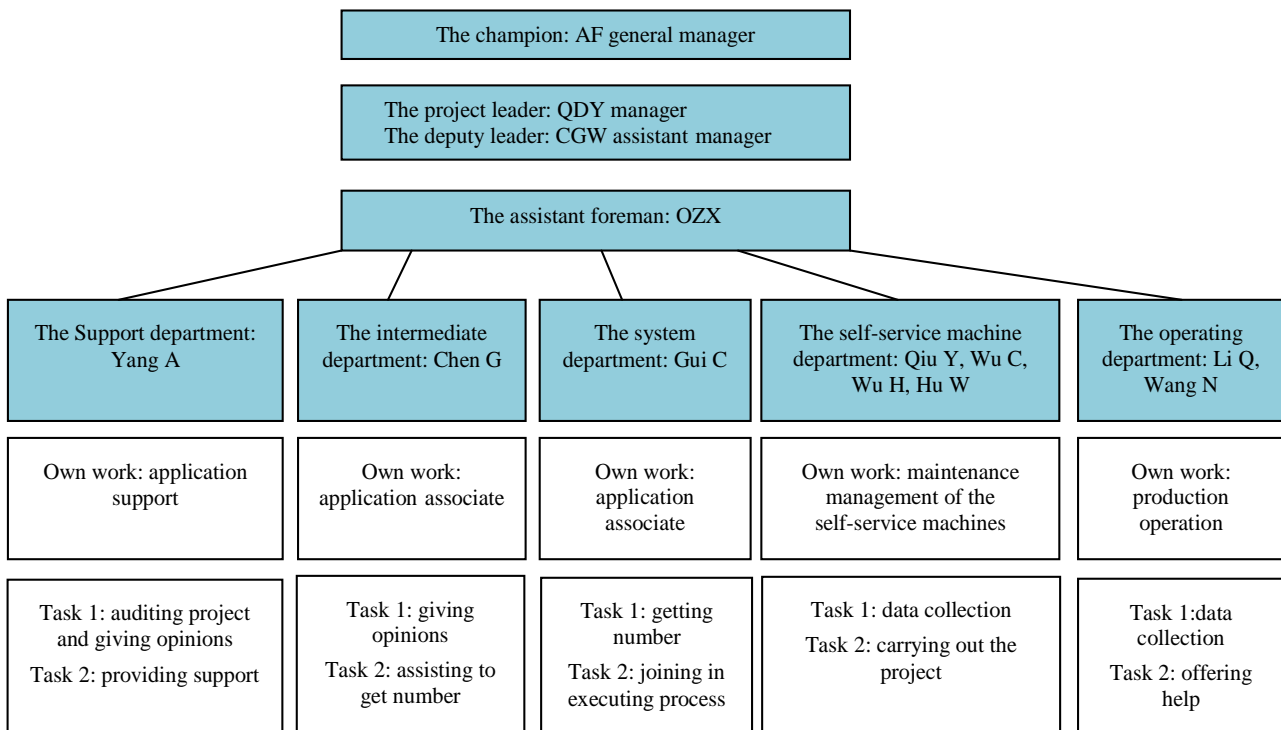 The champion: AF general manager
The project leader: QDY manager
The deputy leader: CGW assistant manager
The assistant foreman: OZX
The Support department:
Yang A
The intermediate
department: Chen G
The system
department: Gui C
The self-service machine
department: Qiu Y, Wu C,
Wu H, Hu W
The operating
department: Li Q,
Wang N
Own work: application
support
Own work:
application associate
Own work:
application
associate
Own work: maintenance
management of the
self-service machines
Own work:
production
operation
Task 1: auditing project
and giving opinions
Task 2: providing support
Task 1: giving
opinions
Task 2: assisting to
get number
Task 1: getting
number
Task 2: joining in
executing process
Task 1: data collection
Task 2: carrying out the
project
Task 1:data
collection
Task 2: offering
help